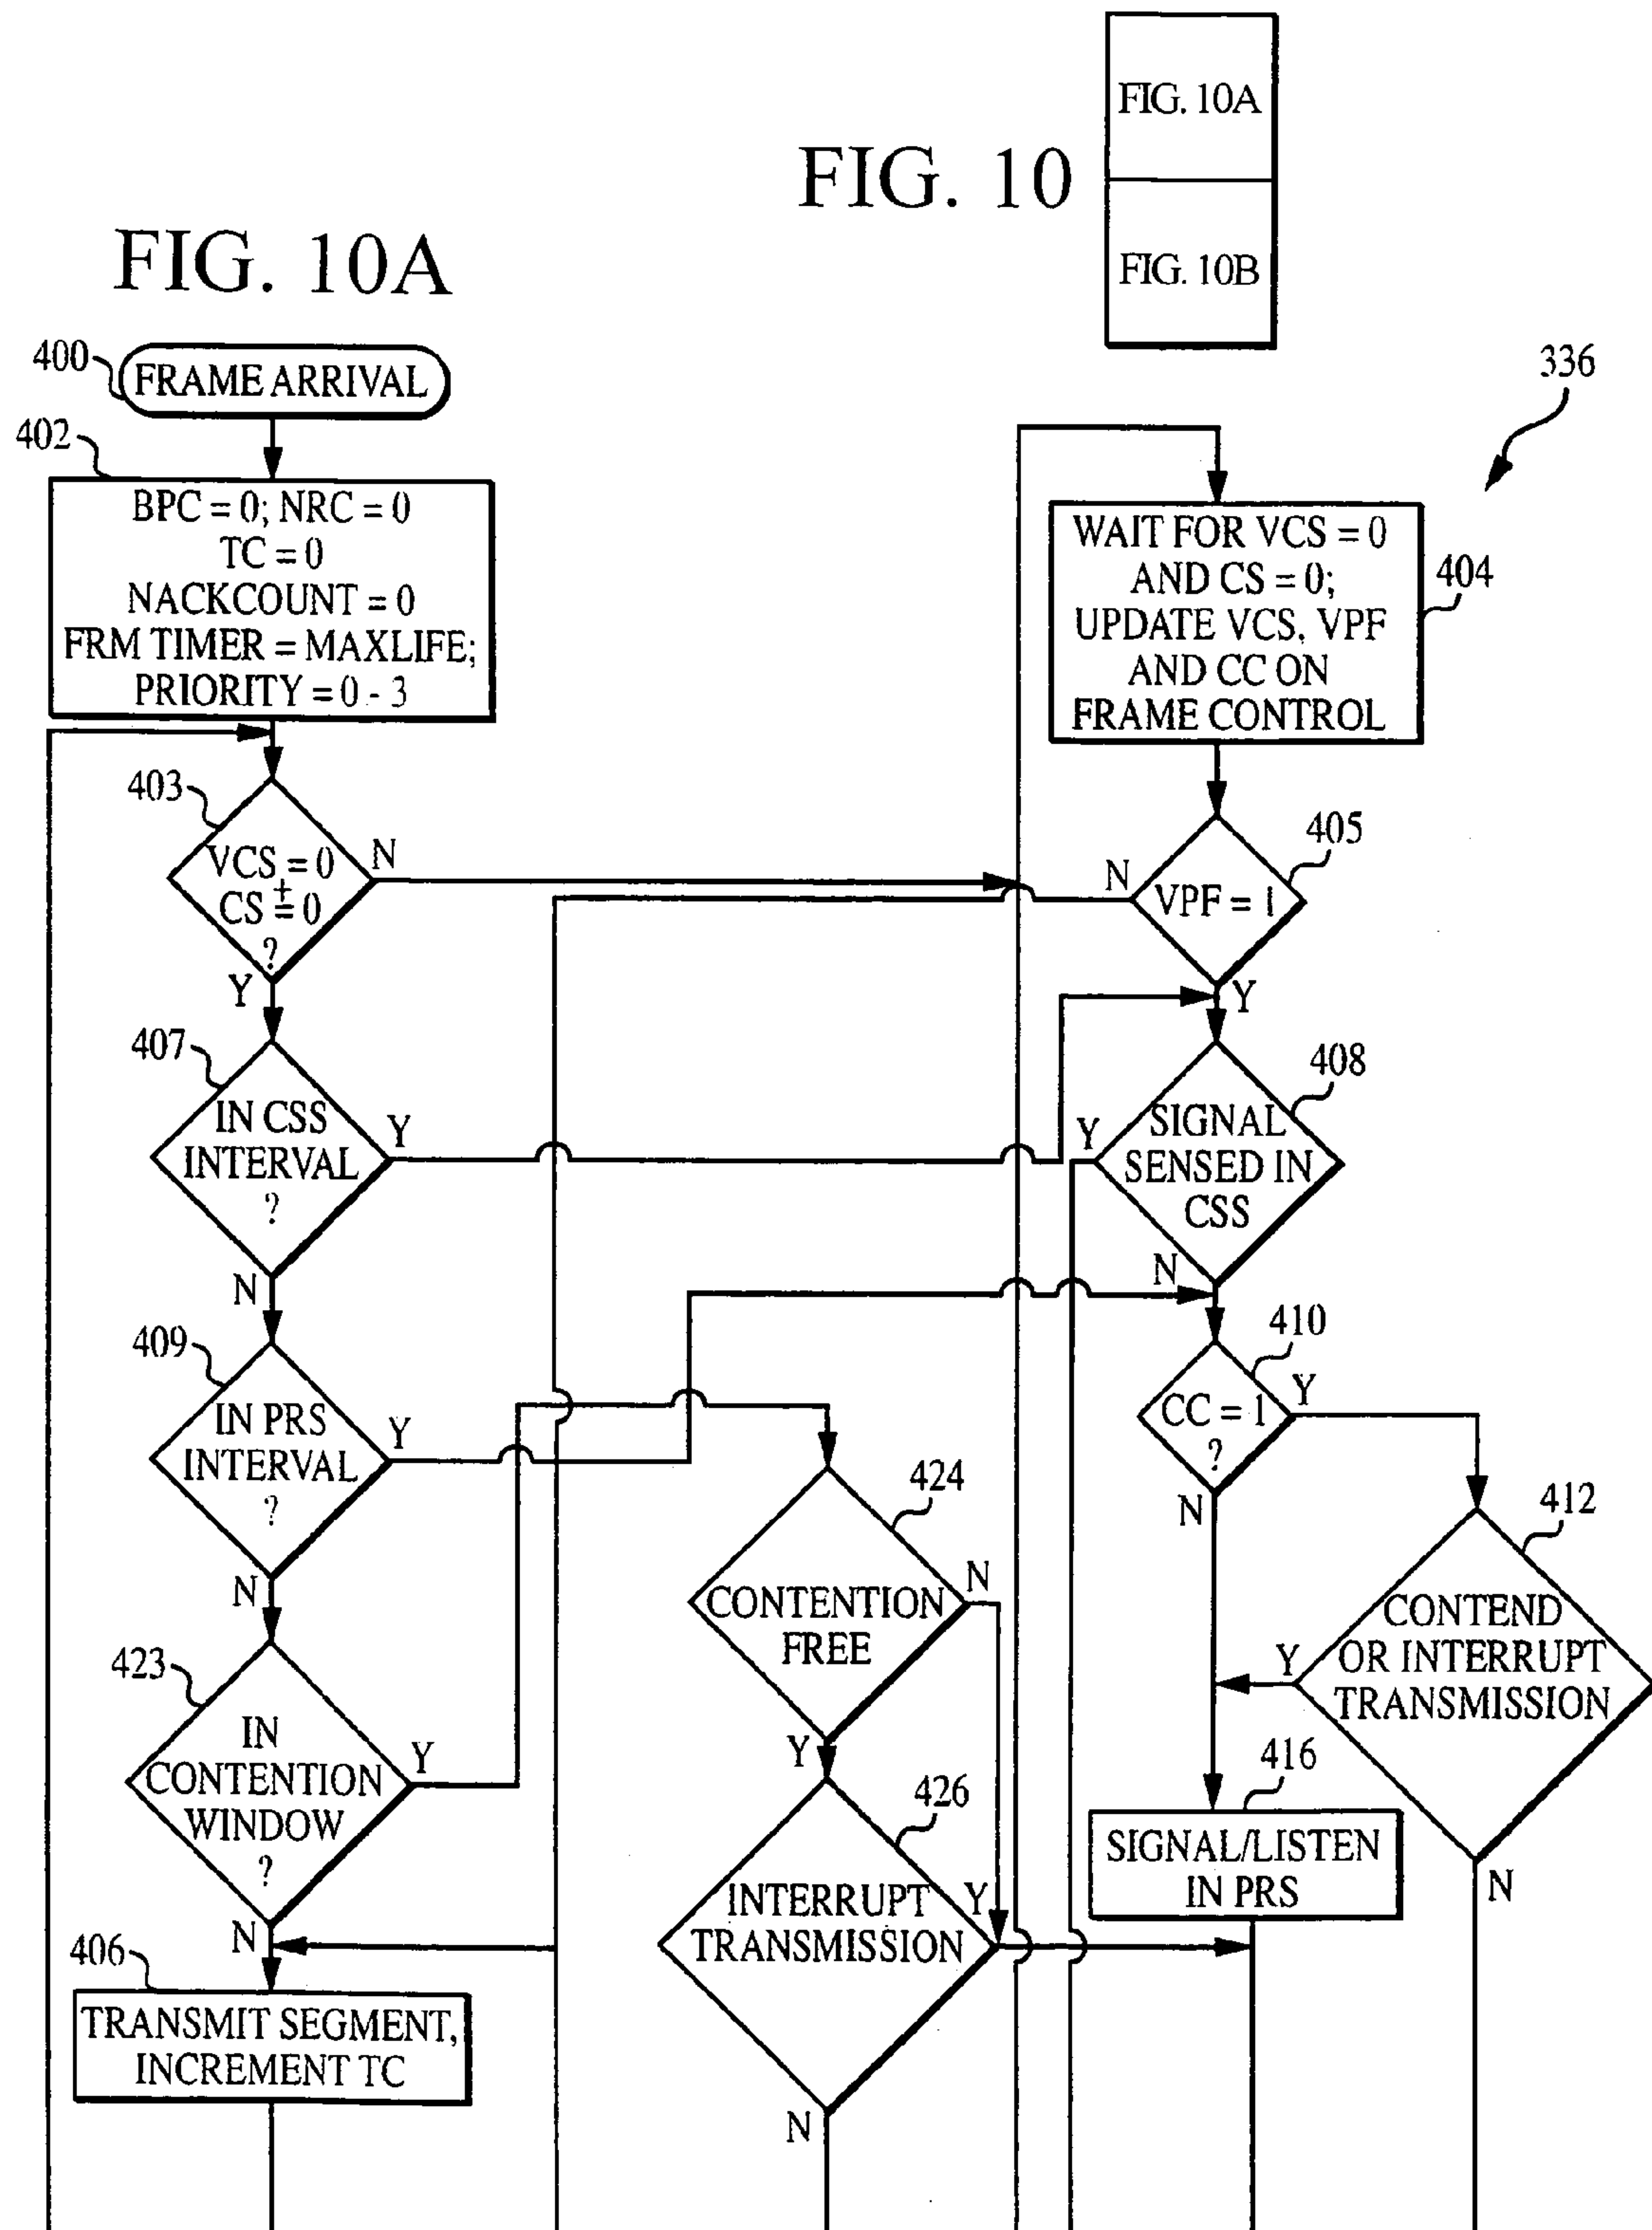 FIG. 10
FIG. 10A
FIG. 10B
FIG. 10A
336
400
FRAME ARRIVAL
402
BPC = 0; NRC = 0
TC = 0
NACKCOUNT = 0
FRM TIMER = MAXLIFE;
PRIORITY = 0 - 3
403
VCS = 0
+
CS = 0
?
N
Y
407
IN CSS
INTERVAL
?
Y
N
409
IN PRS
INTERVAL
?
Y
N
423
IN
CONTENTION
WINDOW
?
Y
N
406
TRANSMIT SEGMENT,
INCREMENT TC
424
CONTENTION
FREE
N
Y
426
INTERRUPT
TRANSMISSION
Y
N
404
WAIT FOR VCS = 0
AND CS = 0;
UPDATE VCS, VPF
AND CC ON
FRAME CONTROL
405
VPF = 1
N
Y
408
SIGNAL
SENSED IN
CSS
Y
N
410
CC = 1
?
Y
N
412
CONTEND
OR INTERRUPT
TRANSMISSION
Y
N
416
SIGNAL/LISTEN
IN PRS